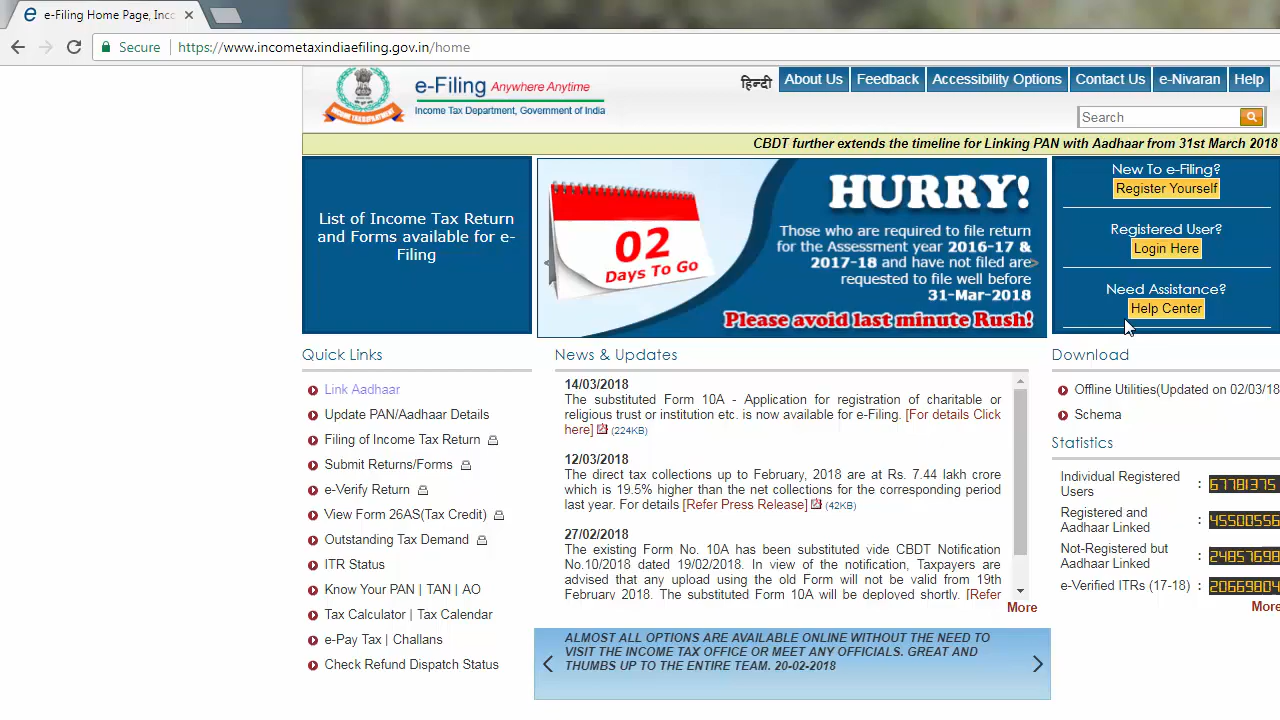 e-Filing Home Page, Inc
Secure
https://www.incometaxindiaefiling.gov.in/home
e-Filing Anywhere Anytime
Income Tax Department, Government of India
हिन्दी
About Us
Feedback
Accessibility Options
Contact Us
e-Nivaran
Help
Search
CBDT further extends the timeline for Linking PAN with Aadhaar from 31st March 2018
List of Income Tax Return
and Forms available for e-
Filing
02
Days To Go
HURRY!
Those who are required to file return
for the Assessment year 2016-17 &
2017-18 and have not filed are
requested to file well before
31-Mar-2018
Please avoid last minute Rush!
New To e-Filing?
Register Yourself
Registered User?
Login Here
Need Assistance?
Help Center
Quick Links
Link Aadhaar
Update PAN/Aadhaar Details
Filing of Income Tax Return
Submit Returns/Forms
e-Verify Return
View Form 26AS(Tax Credit)
Outstanding Tax Demand
ITR Status
Know Your PAN | TAN | AO
Tax Calculator | Tax Calendar
e-Pay Tax | Challans
Check Refund Dispatch Status
News & Updates
14/03/2018
The substituted Form 10A - Application for registration of charitable or
religious trust or institution etc. is now available for e-Filing. [For details Click
here] (224KB)
12/03/2018
The direct tax collections up to February, 2018 are at Rs. 7.44 lakh crore
which is 19.5% higher than the net collections for the corresponding period
last year. For details [Refer Press Release] (42KB)
27/02/2018
The existing Form No. 10A has been substituted vide CBDT Notification
No.10/2018 dated 19/02/2018. In view of the notification, Taxpayers are
advised that any upload using the old Form will not be valid from 19th
February 2018. The substituted Form 10A will be deployed shortly. [Refer
More
ALMOST ALL OPTIONS ARE AVAILABLE ONLINE WITHOUT THE NEED TO
VISIT THE INCOME TAX OFFICE OR MEET ANY OFFICIALS. GREAT AND
THUMBS UP TO THE ENTIRE TEAM. 20-02-2018
Download
Offline Utilities(Updated on 02/03/18
Schema
Statistics
Individual Registered
Users : 67781375
Registered and
Aadhaar Linked : 45500556
Not-Registered but
Aadhaar Linked : 24857698
e-Verified ITRs (17-18) : 20669804
More